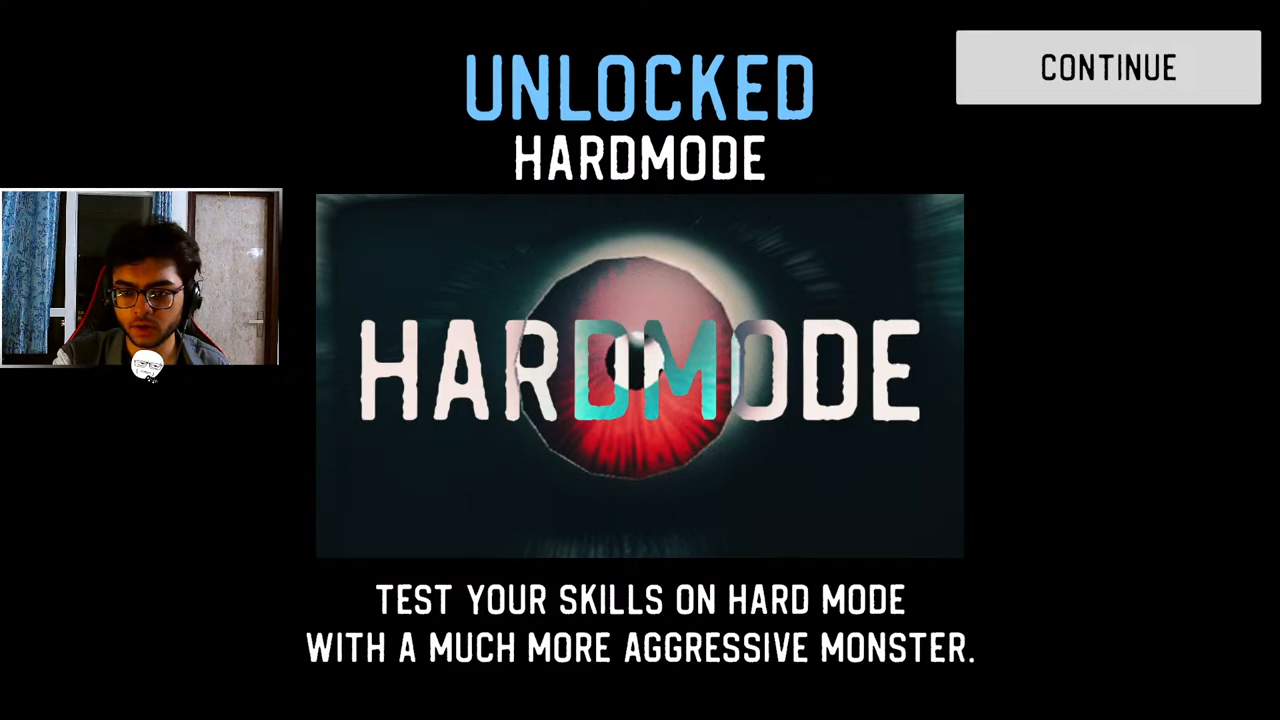 UNLOCKED
CONTINUE
HARDMODE
HARDMODE
TEST YOUR SKILLS ON HARD MODE
WITH A MUCH MORE AGGRESSIVE MONSTER.